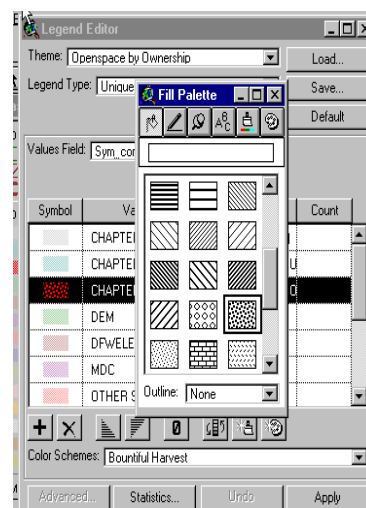 Legend Editor
Theme: Openspace by Ownership
Load...
Legend Type: Unique
Save...
Fill Palette
Default
Values Field: Sym_cor
Symbol
Count
CHAPTE
CHAPTE
CHAPTE
DEM
DFWELE
MDC
OTHER
Outline: None
Color Schemes: Bountiful Harvest
Advanced...
Statistics...
Undo
Apply